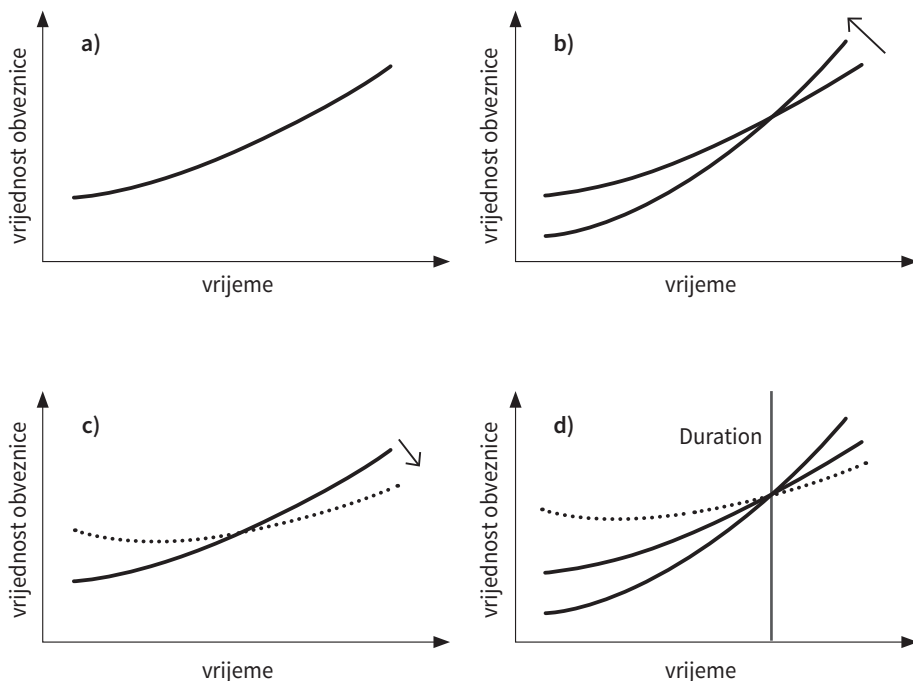 a)
vrijednost obveznice
vrijeme
b)
vrijednost obveznice
vrijeme
c)
vrijednost obveznice
vrijeme
d)
Duration
vrijednost obveznice
vrijeme